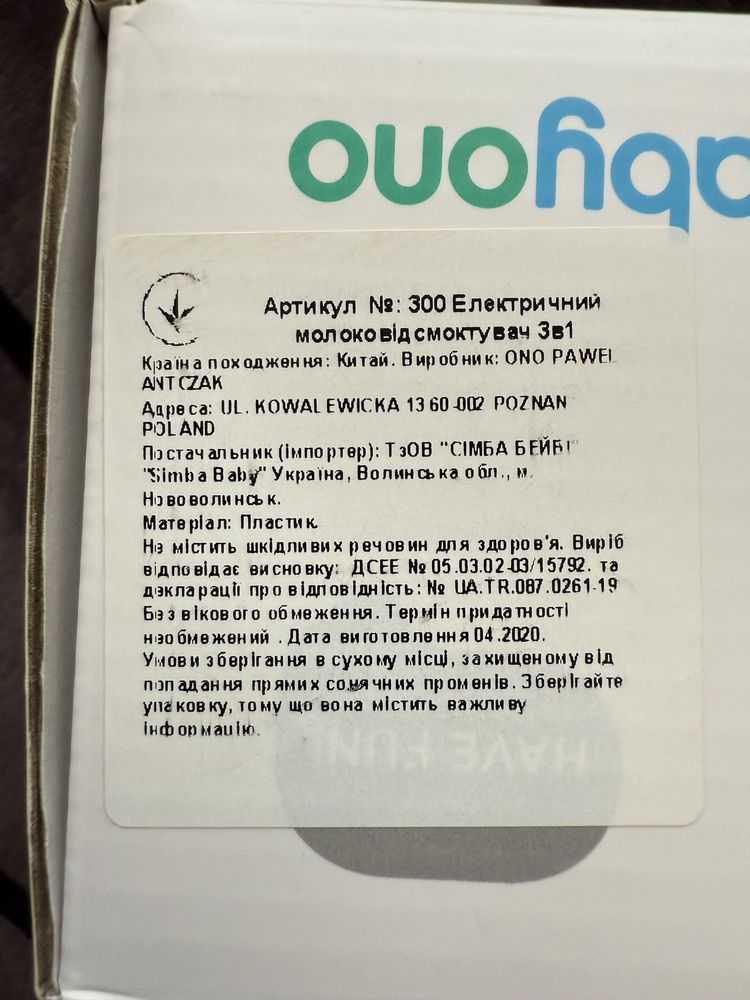 abyono
Артикул №: 300 Електричний
молоковідсмоктувач 3в1
Країна походження: Китай. Виробник: ONO PAWEL
ANTCZAK
Адреса: UL. KOWALEWICKA 13 60-002 POZNAN
POLAND
Постачальник (Імпортер): ТзОВ "СІМБА БЕЙБІ"
"Simba Baby" Україна, Волинська обл., м.
Нововолинськ.
Матеріал: Пластик.
Не містить шкідливих речовин для здоров'я. Виріб
відповідає висновку: ДСЕЕ № 05.03.02-03/15792. та
декларації про відповідність: № UA.TR.087.0261-19
Без вікового обмеження. Термін придатності
необмежений . Дата виготовлення 04.2020.
Умови зберігання в сухому місці, захищеному від
попадання прямих сонячних променів. Зберігайте
упаковку, тому що вона містить важливу
інформацію.
HAVE FUN!